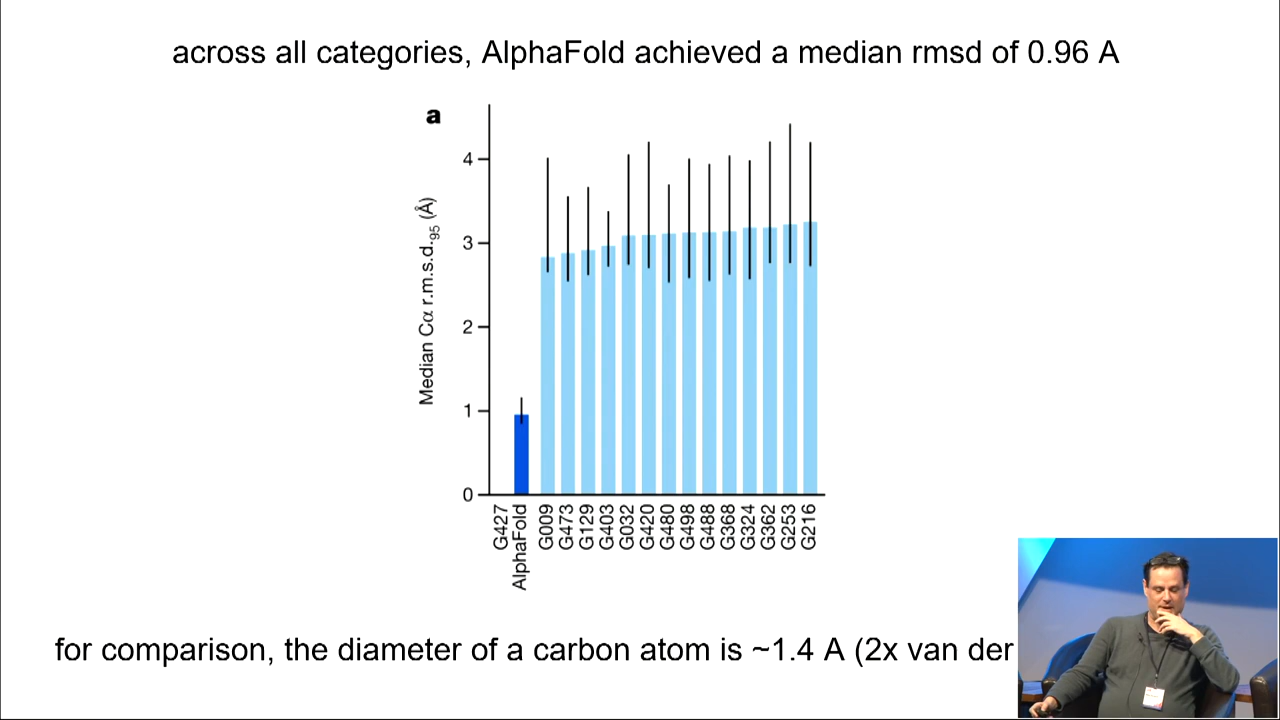 across all categories, AlphaFold achieved a median rmsd of 0.96 A
a
Median Cα r.m.s.d.95 (Å)
4
3
2
1
0
G427
AlphaFold
G009
G473
G129
G403
G032
G420
G480
G498
G488
G368
G324
G362
G253
G216
for comparison, the diameter of a carbon atom is ~1.4 A (2x van der